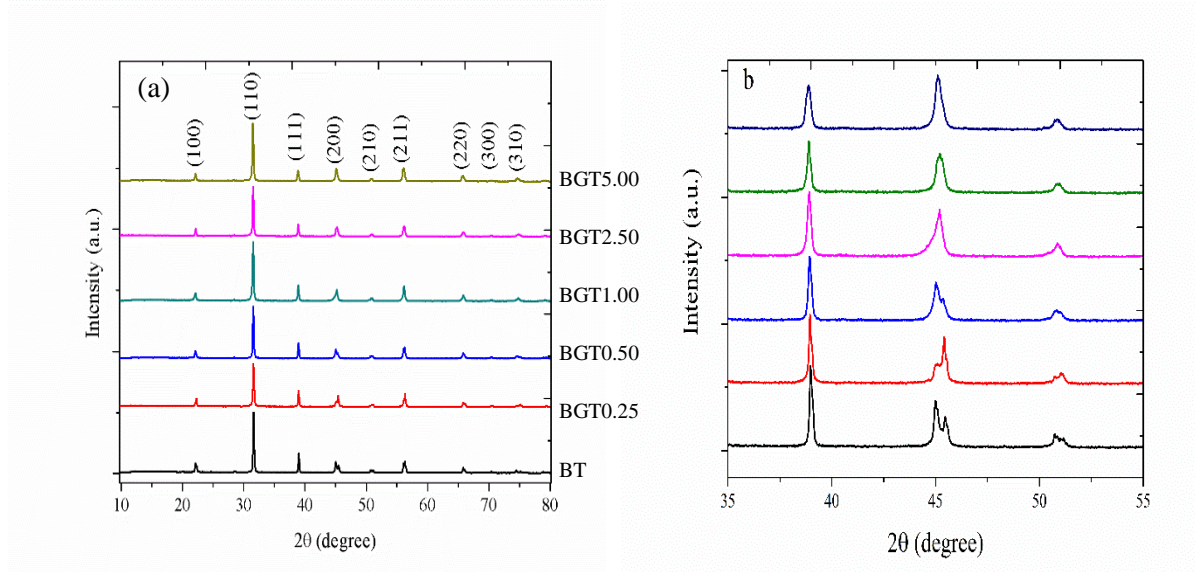 (a)
(100)
(110)
(111)
(200)
(210)
(211)
(220)
(300)
(310)
BGT5.00
BGT2.50
BGT1.00
BGT0.50
BGT0.25
BT
Intensity (a.u.)
10 20 30 40 50 60 70 80
2θ (degree)
b
Intensity (a.u.)
35 40 45 50 55
2θ (degree)